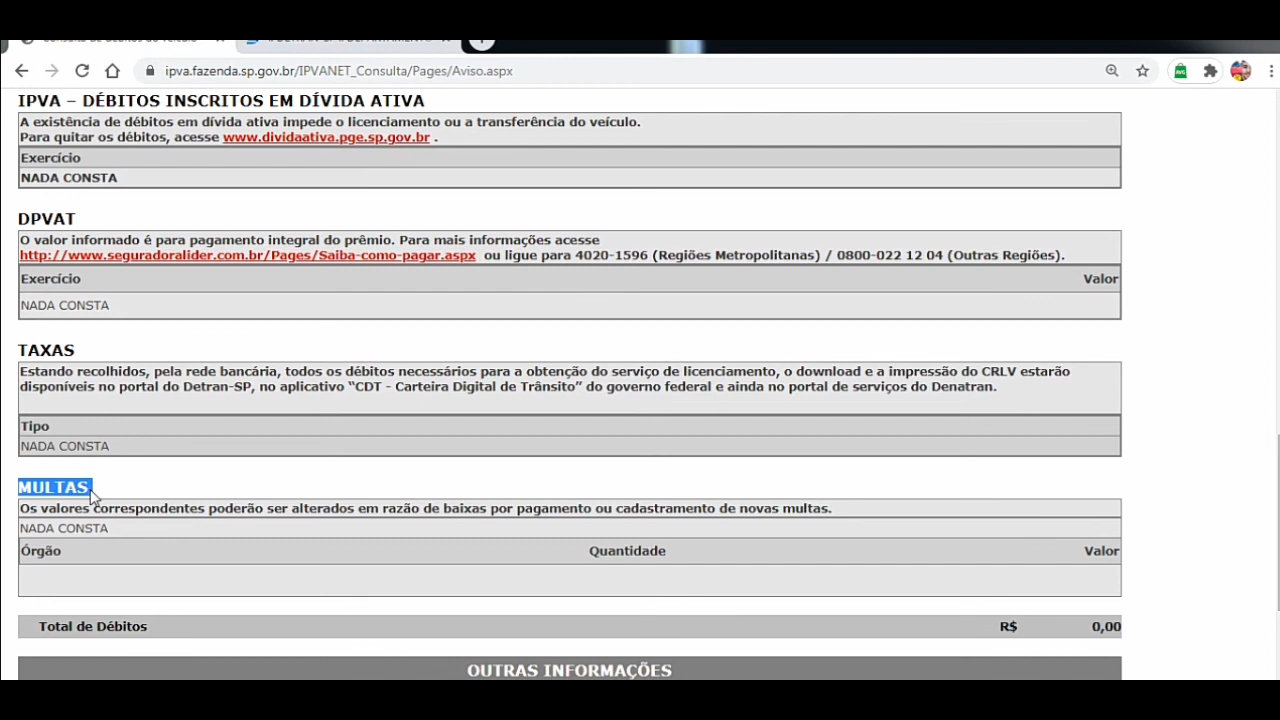 ipva.fazenda.sp.gov.br/IPVANET_Consulta/Pages/Aviso.aspx
IPVA – DÉBITOS INSCRITOS EM DÍVIDA ATIVA
A existência de débitos em dívida ativa impede o licenciamento ou a transferência do veículo.
Para quitar os débitos, acesse www.dividaativa.pge.sp.gov.br .
Exercício
NADA CONSTA
DPVAT
O valor informado é para pagamento integral do prêmio. Para mais informações acesse
http://www.seguradoralider.com.br/Pages/Saiba-como-pagar.aspx ou ligue para 4020-1596 (Regiões Metropolitanas) / 0800-022 12 04 (Outras Regiões).
Exercício Valor
NADA CONSTA
TAXAS
Estando recolhidos, pela rede bancária, todos os débitos necessários para a obtenção do serviço de licenciamento, o download e a impressão do CRLV estarão
disponíveis no portal do Detran-SP, no aplicativo “CDT - Carteira Digital de Trânsito” do governo federal e ainda no portal de serviços do Denatran.
Tipo
NADA CONSTA
MULTAS
Os valores correspondentes poderão ser alterados em razão de baixas por pagamento ou cadastramento de novas multas.
NADA CONSTA
Órgão Quantidade Valor
Total de Débitos R$ 0,00
OUTRAS INFORMAÇÕES